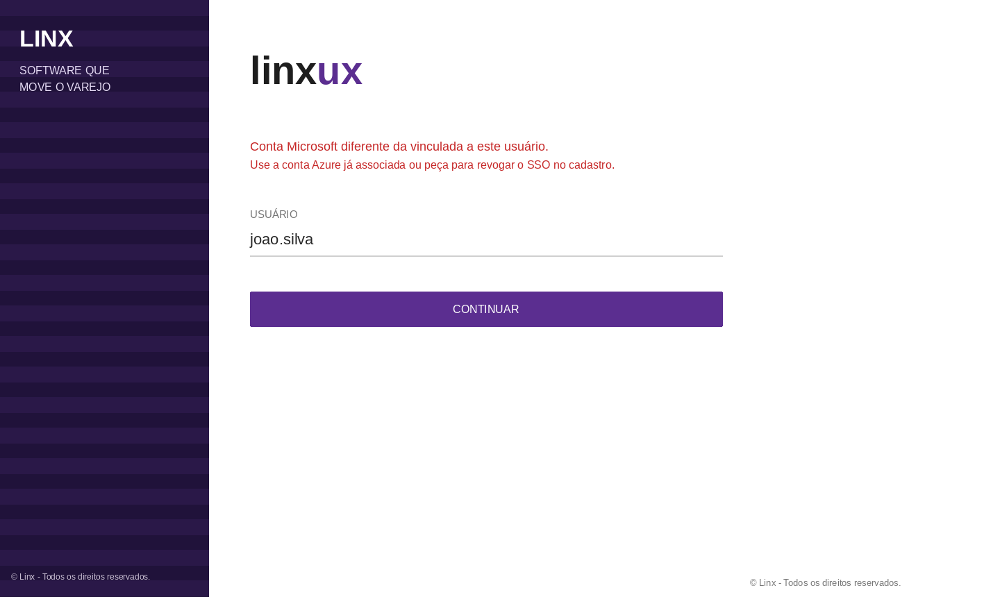 LINX
SOFTWARE QUE
MOVE O VAREJO
© Linx - Todos os direitos reservados.
linxux
Conta Microsoft diferente da vinculada a este usuário.
Use a conta Azure já associada ou peça para revogar o SSO no cadastro.
USUÁRIO
joao.silva
CONTINUAR
© Linx - Todos os direitos reservados.